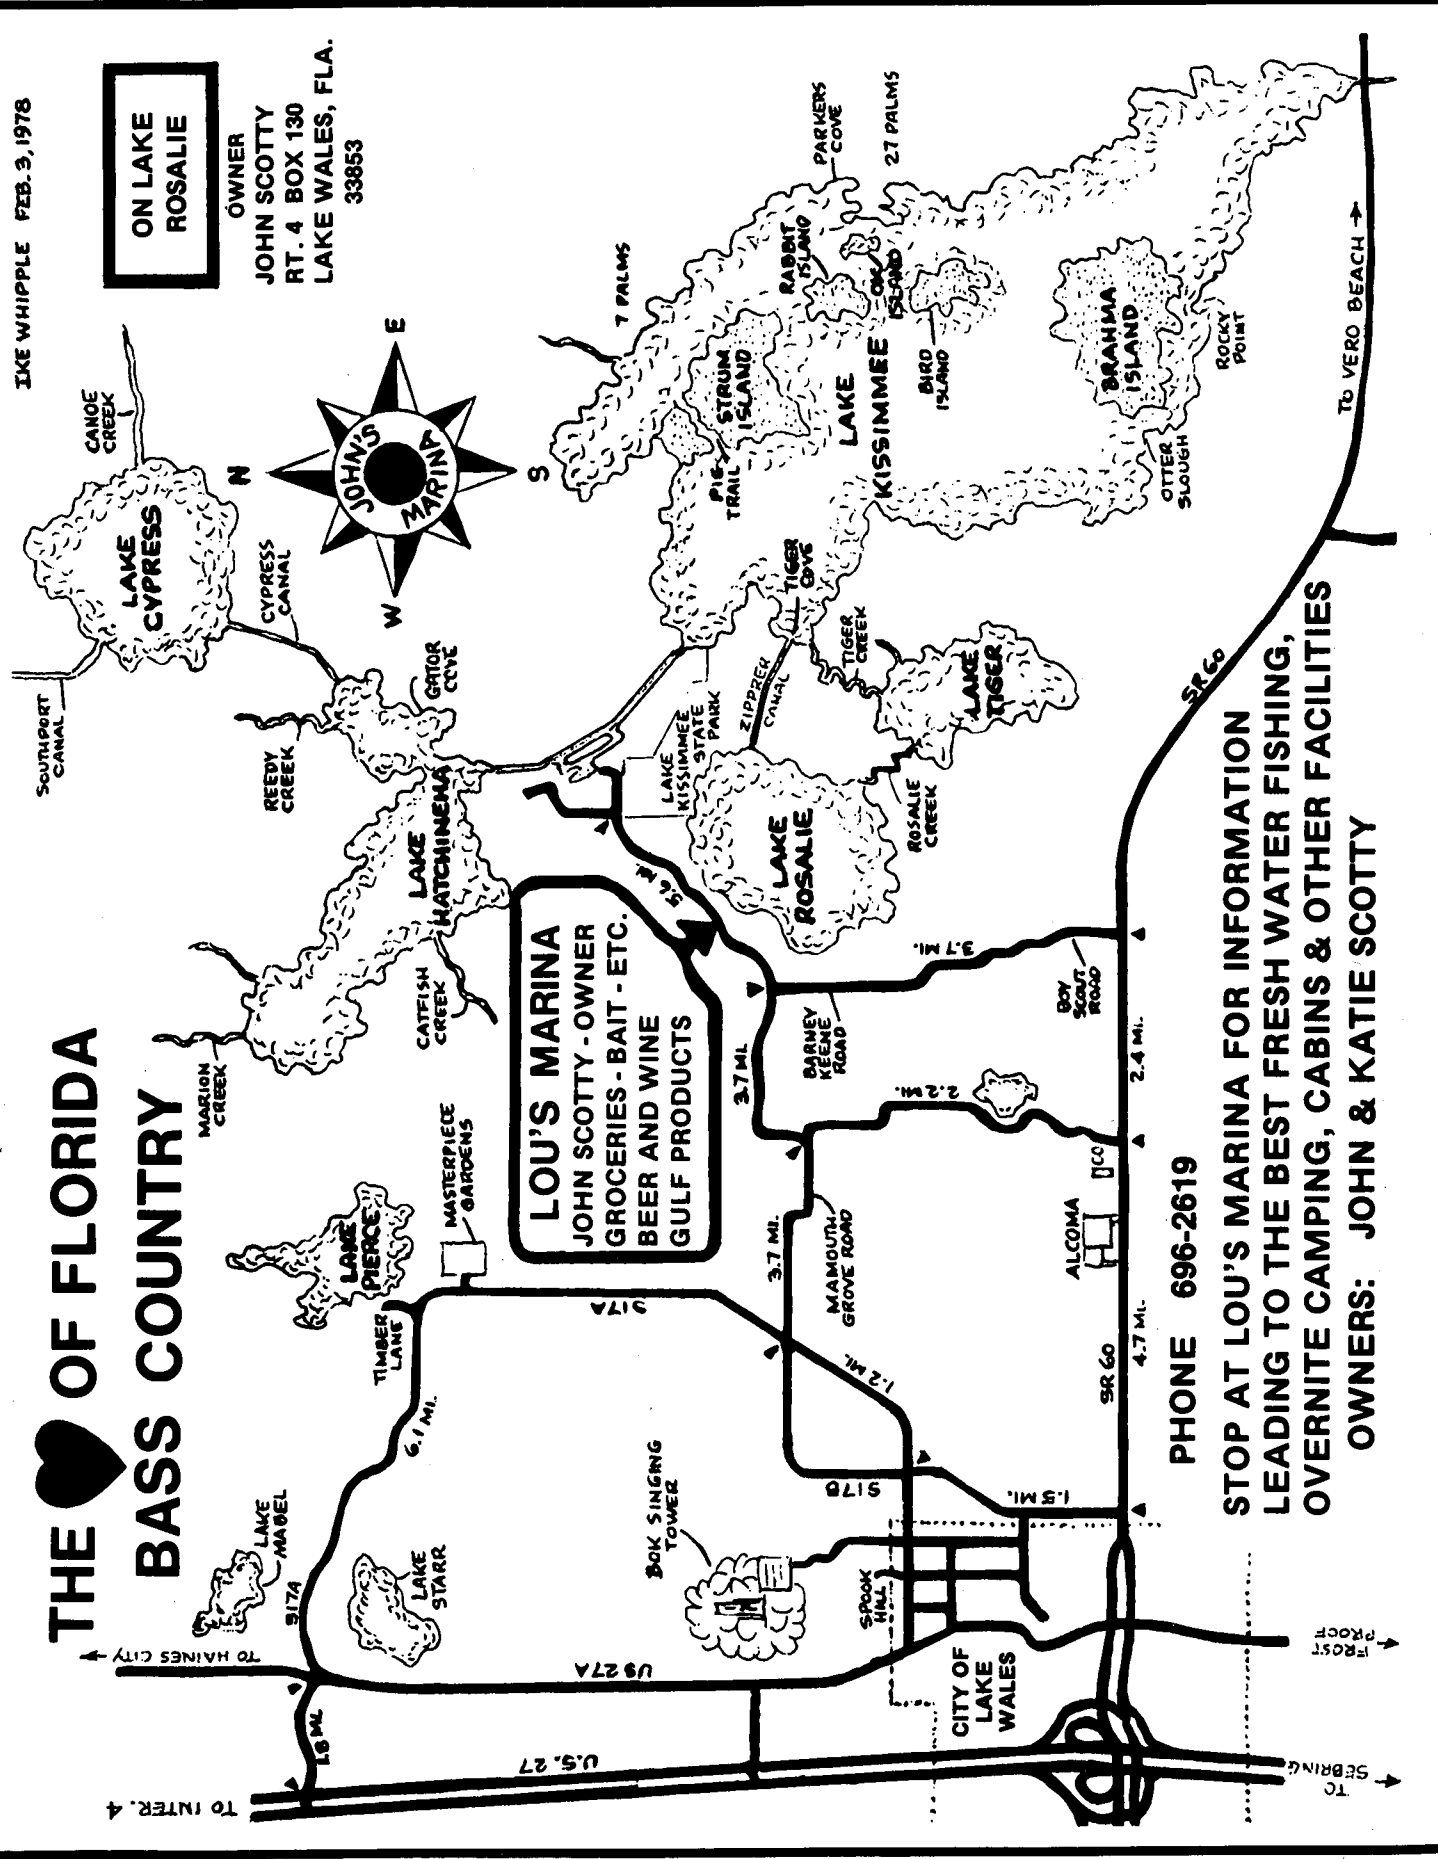 THE ♥ OF FLORIDA
BASS COUNTRY
IKE WHIPPLE FEB. 3, 1978
ON LAKE
ROSALIE
OWNER
JOHN SCOTTY
RT. 4 BOX 130
LAKE WALES, FLA.
33853
N
E
S
W
JOHN'S
MARINA
SOUTHPORT
CANAL
LAKE
CYPRESS
CANOE
CREEK
CYPRESS
CANAL
REEDY
CREEK
GATOR
COVE
LAKE
HATCHINEHA
MARION
CREEK
CATFISH
CREEK
LAKE
PIERCE
MASTERPIECE
GARDENS
TIMBER
LANE
LAKE
MABEL
LAKE
STARR
S17A
6.1 MI.
S17A
TO HAINES CITY
1.8 MI.
TO INTER. 4
U.S. 27
US 27A
BOK SINGING
TOWER
SPOOK
HILL
CITY OF
LAKE
WALES
TO
SEBRING
FROST
PROOF
LOU'S MARINA
JOHN SCOTTY - OWNER
GROCERIES - BAIT - ETC.
BEER AND WINE
GULF PRODUCTS
5.6 MI.
3.7 MI.
3.7 MI.
1.2 MI.
S17B
1.5 MI.
MAMOUTH
GROVE ROAD
BARNEY
KEENE
ROAD
2.2 MI.
3.7 MI.
BOY
SCOUT
ROAD
2.4 MI.
4.7 MI.
SR 60
ALCOMA
CO
SR 60
TO VERO BEACH
LAKE
KISSIMMEE
STATE
PARK
ZIPPRER
CANAL
LAKE
ROSALIE
ROSALIE
CREEK
LAKE
TIGER
TIGER
CREEK
TIGER
COVE
LAKE
KISSIMMEE
7 PALMS
STRUM
ISLAND
PIG
TRAIL
RABBIT
ISLAND
PARKERS
COVE
27 PALMS
OK
ISLAND
BIRD
ISLAND
BRAHMA
ISLAND
ROCKY
POINT
OTTER
SLOUGH
PHONE 696-2619
STOP AT LOU'S MARINA FOR INFORMATION
LEADING TO THE BEST FRESH WATER FISHING,
OVERNITE CAMPING, CABINS & OTHER FACILITIES
OWNERS: JOHN & KATIE SCOTTY